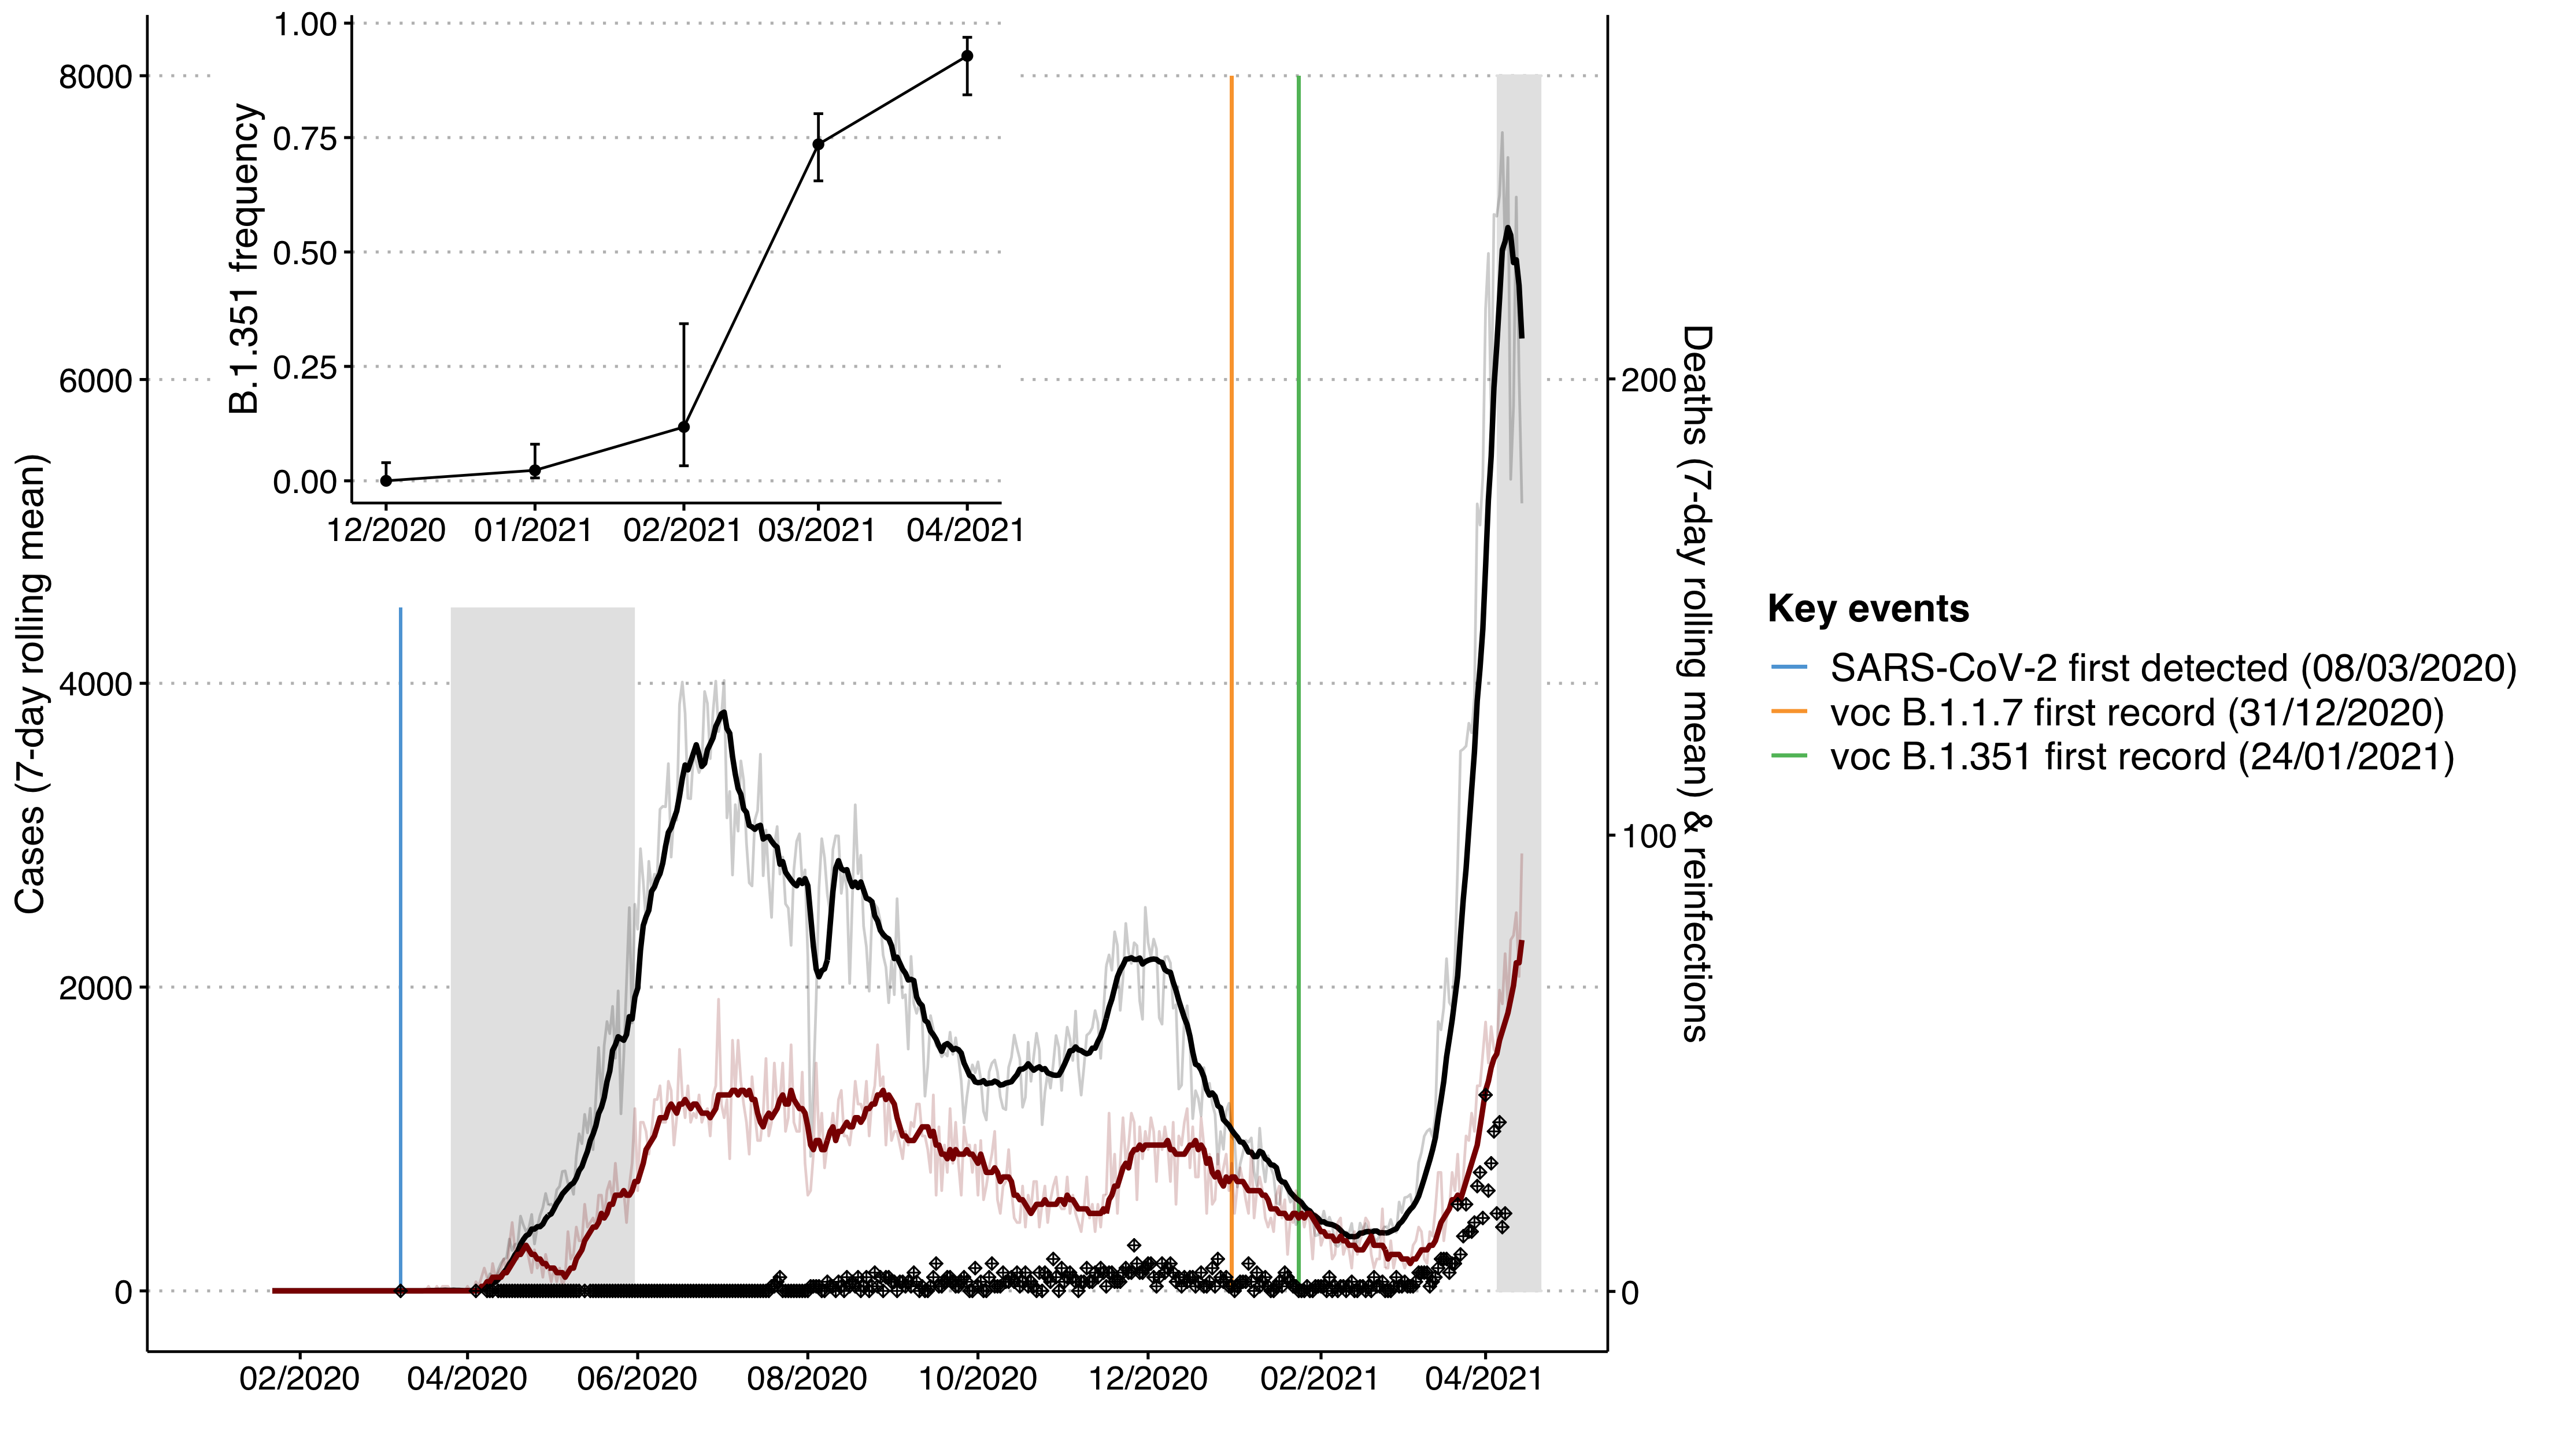 1.00
0.75
0.50
0.25
0.00
B.1.351 frequency
12/2020 01/2021 02/2021 03/2021 04/2021
8000
6000
4000
2000
0
Cases (7-day rolling mean)
02/2020 04/2020 06/2020 08/2020 10/2020 12/2020 02/2021 04/2021
200
100
0
Deaths (7-day rolling mean) & reinfections
Key events
SARS-CoV-2 first detected (08/03/2020)
voc B.1.1.7 first record (31/12/2020)
voc B.1.351 first record (24/01/2021)